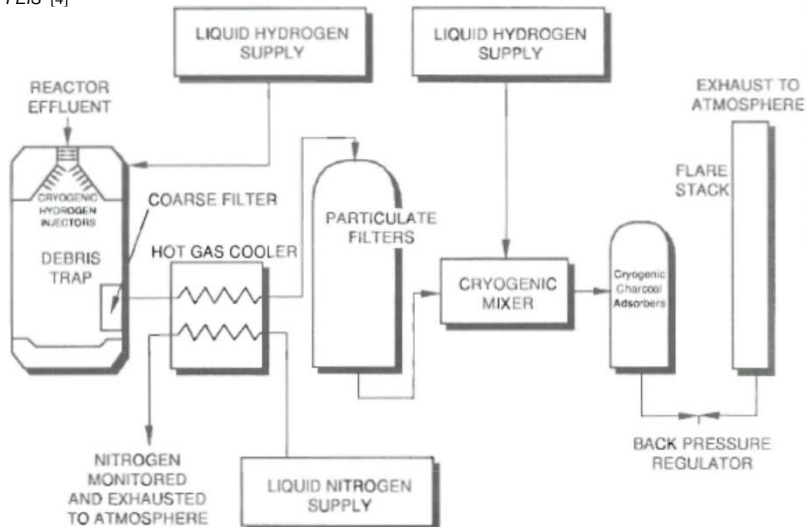 FEIS [4]
LIQUID HYDROGEN
SUPPLY
LIQUID HYDROGEN
SUPPLY
REACTOR
EFFLUENT
EXHAUST TO
ATMOSPHERE
CRYOGENIC
HYDROGEN
INJECTORS
COARSE FILTER
FLARE
STACK
DEBRIS
TRAP
HOT GAS COOLER
PARTICULATE
FILTERS
CRYOGENIC
MIXER
Cryogenic
Charcoal
Adsorbers
NITROGEN
MONITORED
AND EXHAUSTED
TO ATMOSPHERE
LIQUID NITROGEN
SUPPLY
BACK PRESSURE
REGULATOR